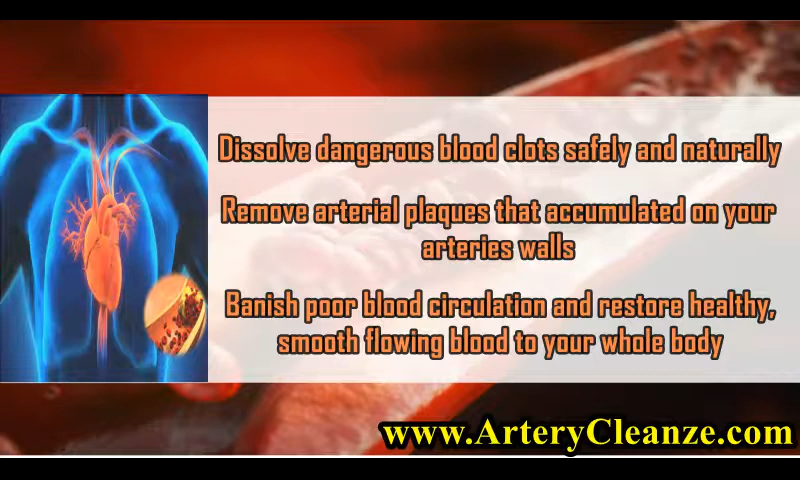 Dissolve dangerous blood clots safely and naturally
Remove arterial plaques that accumulated on your
arteries walls
Banish poor blood circulation and restore healthy,
smooth flowing blood to your whole body
www.ArteryCleanze.com